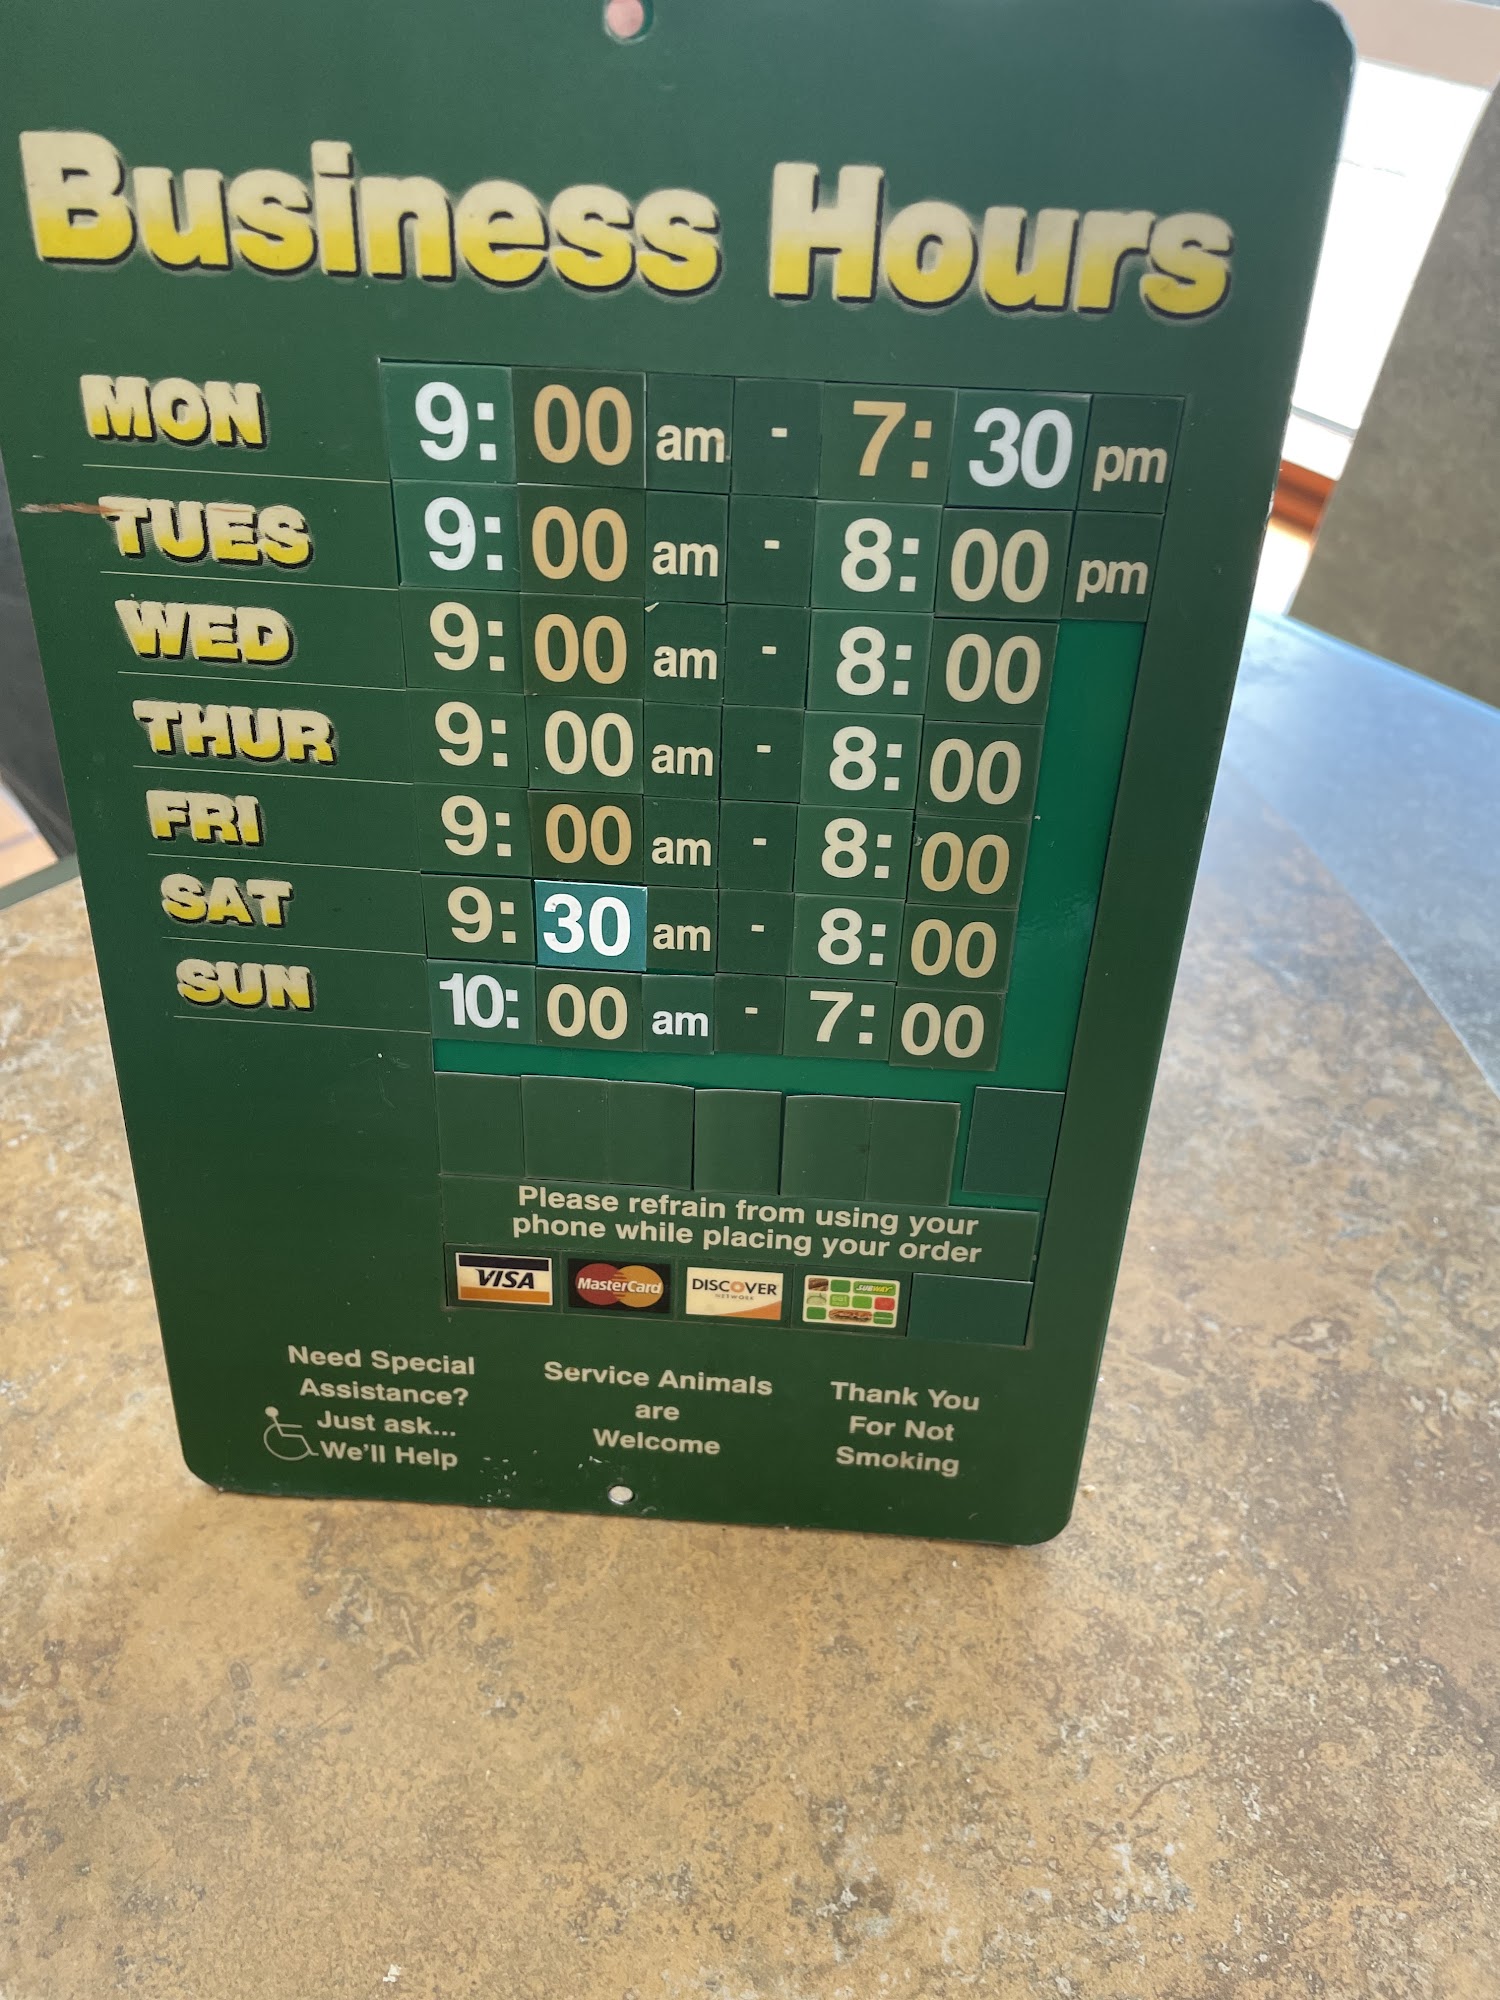 Business Hours
MON 9:00 am - 7:30 pm
TUES 9:00 am - 8:00 pm
WED 9:00 am - 8:00
THUR 9:00 am - 8:00
FRI 9:00 am - 8:00
SAT 9:30 am - 8:00
SUN 10:00 am - 7:00
Please refrain from using your
phone while placing your order
VISA MasterCard DISCOVER SUBWAY
NETWORK
Need Special
Assistance?
Just ask...
We'll Help
Service Animals
are
Welcome
Thank You
For Not
Smoking